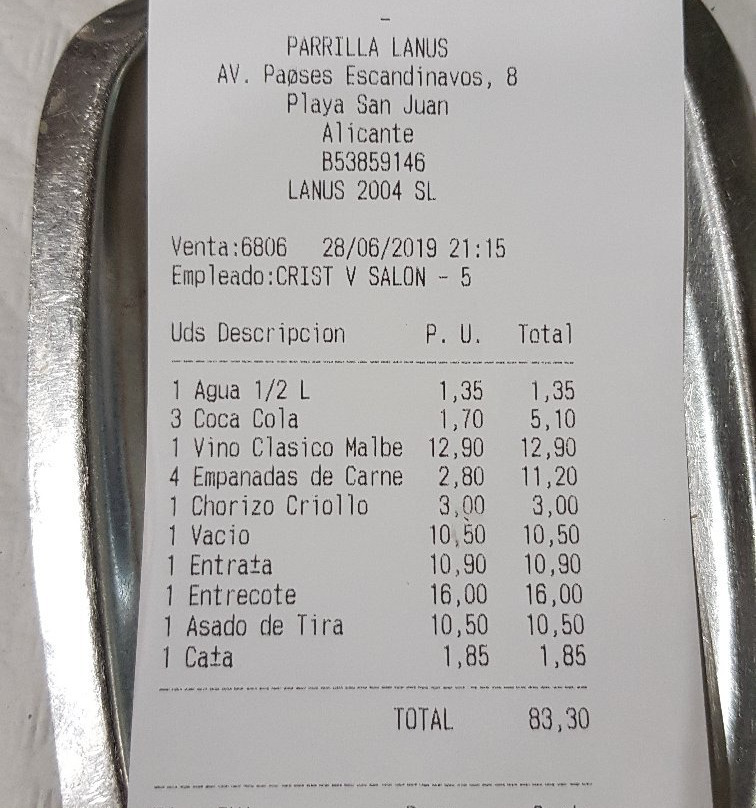 PARRILLA LANUS
AV. Paøses Escandinavos, 8
Playa San Juan
Alicante
B53859146
LANUS 2004 SL
Venta:6806 28/06/2019 21:15
Empleado:CRIST V SALON - 5
Uds Descripcion P. U. Total
1 Agua 1/2 L 1,35 1,35
3 Coca Cola 1,70 5,10
1 Vino Clasico Malbe 12,90 12,90
4 Empanadas de Carne 2,80 11,20
1 Chorizo Criollo 3,00 3,00
1 Vacio 10,50 10,50
1 Entra±a 10,90 10,90
1 Entrecote 16,00 16,00
1 Asado de Tira 10,50 10,50
1 Ca±a 1,85 1,85
TOTAL 83,30